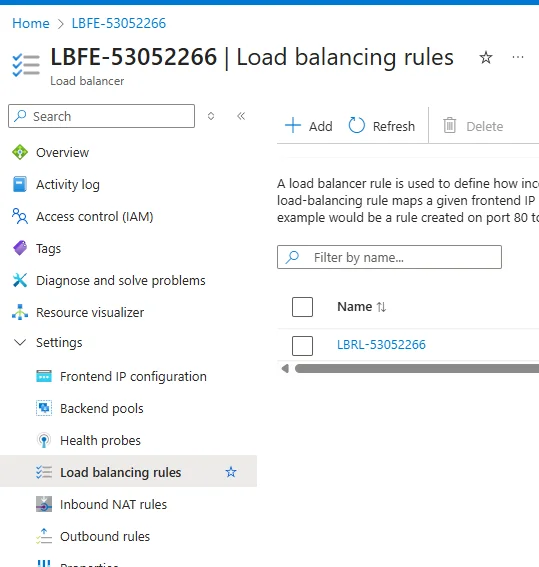 Home > LBFE-53052266
LBFE-53052266 | Load balancing rules
Load balancer
Search
Overview
Activity log
Access control (IAM)
Tags
Diagnose and solve problems
Resource visualizer
Settings
Frontend IP configuration
Backend pools
Health probes
Load balancing rules
Inbound NAT rules
Outbound rules
Properties
Add Refresh Delete
A load balancer rule is used to define how inc
load-balancing rule maps a given frontend IP
example would be a rule created on port 80 to
Filter by name...
Name
LBRL-53052266